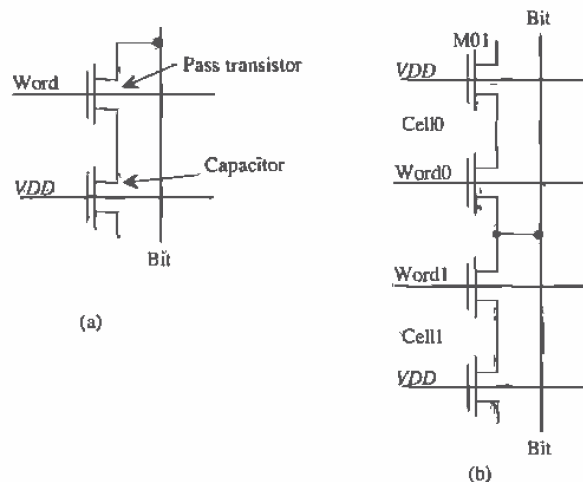 Word
Pass transistor
Capacitor
VDD
Bit
(a)
Bit
M01
VDD
Cell0
Word0
Word1
Cell1
VDD
Bit
(b)